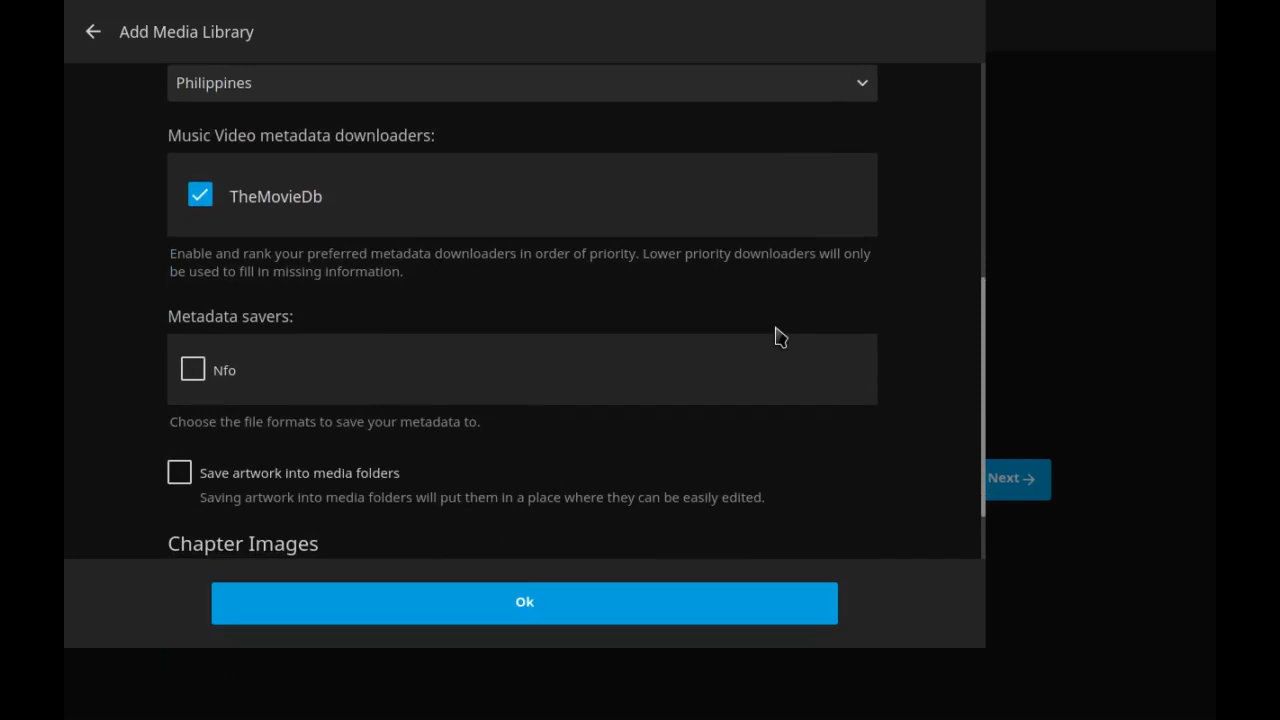 Add Media Library
Philippines
Music Video metadata downloaders:
TheMovieDb
Enable and rank your preferred metadata downloaders in order of priority. Lower priority downloaders will only
be used to fill in missing information.
Metadata savers:
Nfo
Choose the file formats to save your metadata to.
Save artwork into media folders
Saving artwork into media folders will put them in a place where they can be easily edited.
Next
Chapter Images
Ok